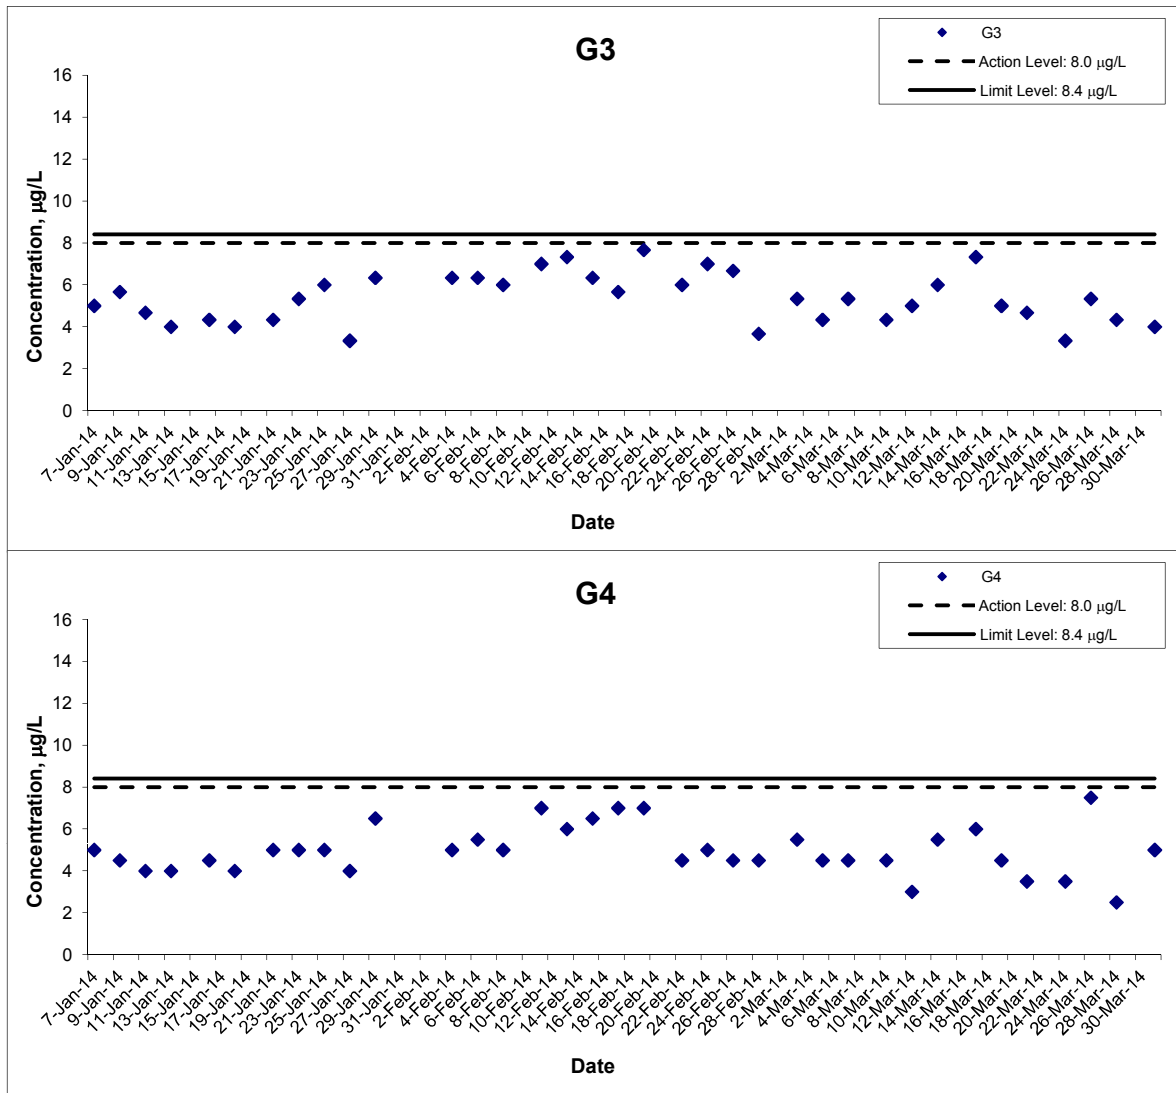 G3
G3
Action Level: 8.0 µg/L
Limit Level: 8.4 µg/L
16
14
12
10
8
6
4
2
0
Concentration, µg/L
7-Jan-14
9-Jan-14
11-Jan-14
13-Jan-14
15-Jan-14
17-Jan-14
19-Jan-14
21-Jan-14
23-Jan-14
25-Jan-14
27-Jan-14
29-Jan-14
31-Jan-14
2-Feb-14
4-Feb-14
6-Feb-14
8-Feb-14
10-Feb-14
12-Feb-14
14-Feb-14
16-Feb-14
18-Feb-14
20-Feb-14
22-Feb-14
24-Feb-14
26-Feb-14
28-Feb-14
2-Mar-14
4-Mar-14
6-Mar-14
8-Mar-14
10-Mar-14
12-Mar-14
14-Mar-14
16-Mar-14
18-Mar-14
20-Mar-14
22-Mar-14
24-Mar-14
26-Mar-14
28-Mar-14
30-Mar-14
Date
G4
G4
Action Level: 8.0 µg/L
Limit Level: 8.4 µg/L
16
14
12
10
8
6
4
2
0
Concentration, µg/L
7-Jan-14
9-Jan-14
11-Jan-14
13-Jan-14
15-Jan-14
17-Jan-14
19-Jan-14
21-Jan-14
23-Jan-14
25-Jan-14
27-Jan-14
29-Jan-14
31-Jan-14
2-Feb-14
4-Feb-14
6-Feb-14
8-Feb-14
10-Feb-14
12-Feb-14
14-Feb-14
16-Feb-14
18-Feb-14
20-Feb-14
22-Feb-14
24-Feb-14
26-Feb-14
28-Feb-14
2-Mar-14
4-Mar-14
6-Mar-14
8-Mar-14
10-Mar-14
12-Mar-14
14-Mar-14
16-Mar-14
18-Mar-14
20-Mar-14
22-Mar-14
24-Mar-14
26-Mar-14
28-Mar-14
30-Mar-14
Date